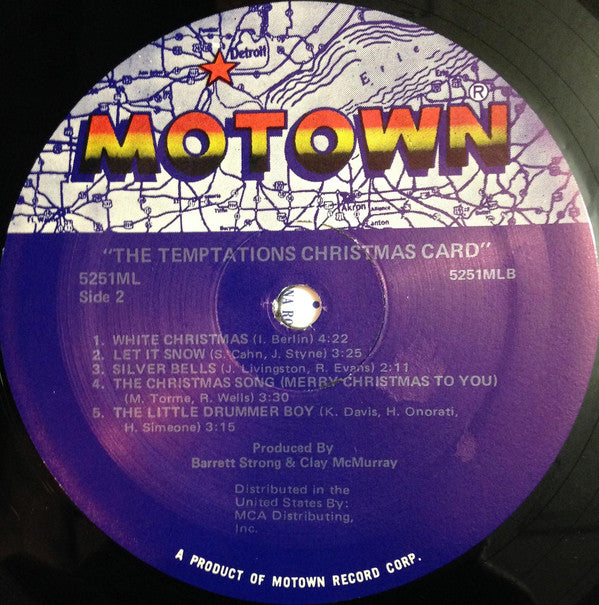 Detroit
Erie
MOTOWN®
Akron
Canton
"THE TEMPTATIONS CHRISTMAS CARD"
5251ML 5251MLB
Side 2
1. WHITE CHRISTMAS (I. Berlin) 4:22
2. LET IT SNOW (S. Cahn, J. Styne) 3:25
3. SILVER BELLS (J. Livingston, R. Evans) 2:11
4. THE CHRISTMAS SONG (MERRY CHRISTMAS TO YOU)
(M. Torme, R. Wells) 3:30
5. THE LITTLE DRUMMER BOY (K. Davis, H. Onorati,
H. Simeone) 3:15
Produced By
Barrett Strong & Clay McMurray
Distributed in the
United States By:
MCA Distributing,
Inc.
A PRODUCT OF MOTOWN RECORD CORP.